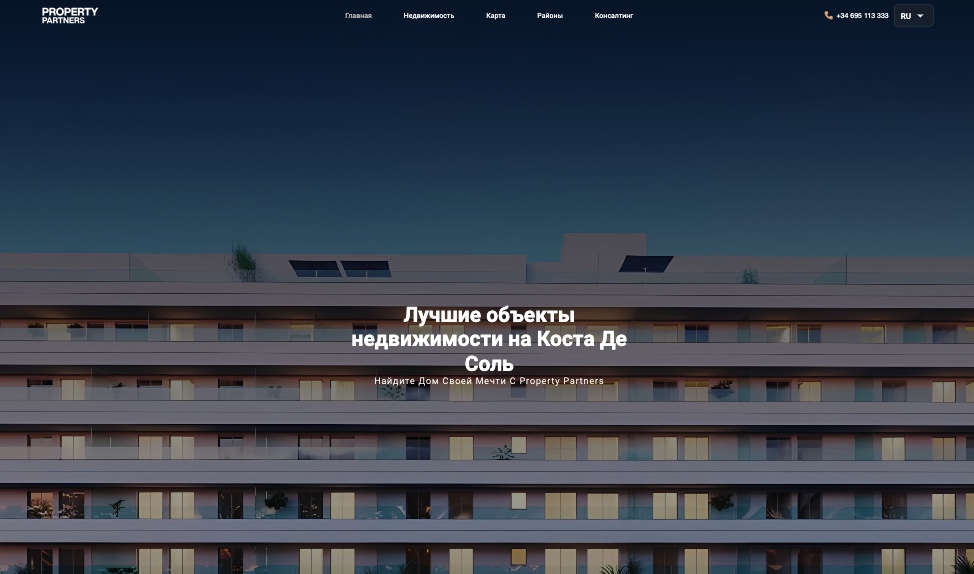 PROPERTY
PARTNERS
Главная Недвижимость Карта Районы Консалтинг +34 695 113 333 RU
Лучшие объекты
недвижимости на Коста Де
Соль
Найдите Дом Своей Мечти С Property Partners